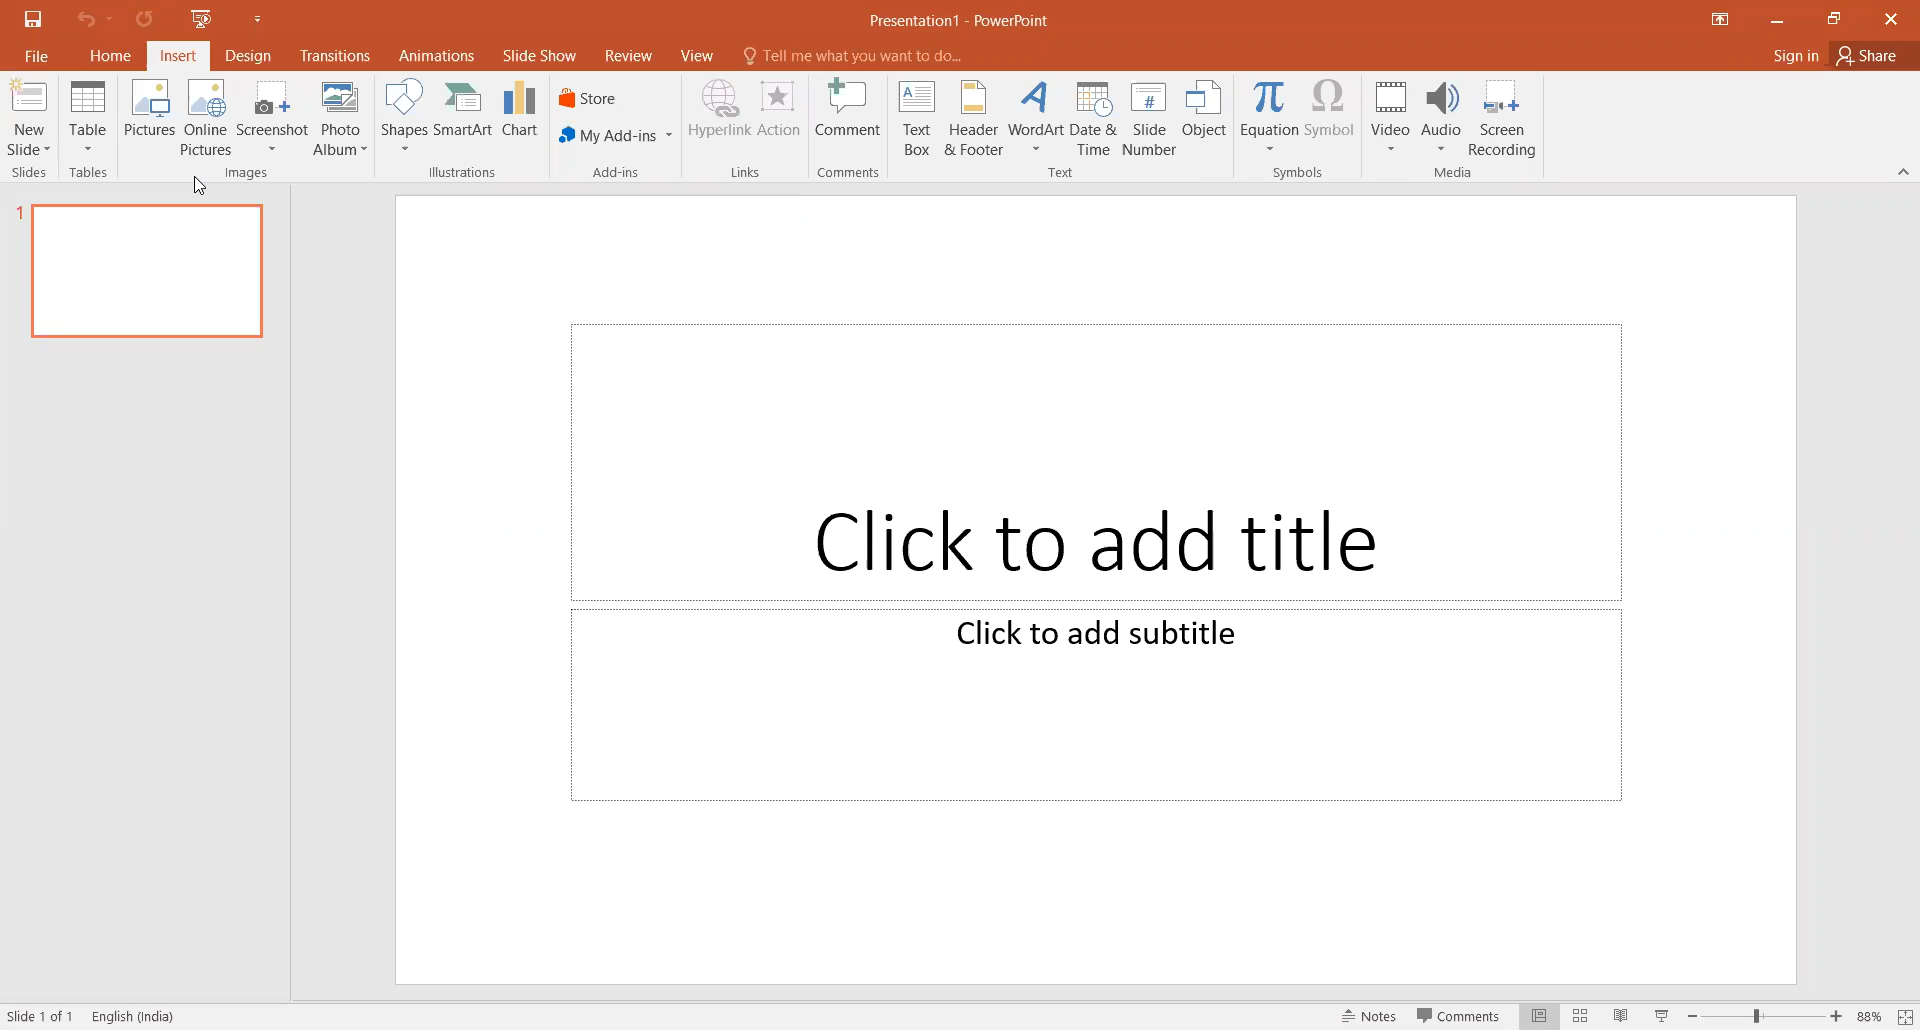 Presentation1 - PowerPoint
File Home Insert Design Transitions Animations Slide Show Review View Tell me what you want to do... Sign in Share
New Slide
Table
Pictures
Online Pictures
Screenshot
Photo Album
Shapes
SmartArt
Chart
Store
My Add-ins
Hyperlink
Action
Comment
Text Box
Header & Footer
WordArt
Date & Time
Slide Number
Object
Equation
Symbol
Video
Audio
Screen Recording
Slides Tables Images Illustrations Add-ins Links Comments Text Symbols Media
1
Click to add title
Click to add subtitle
Slide 1 of 1 English (India) Notes Comments 88%